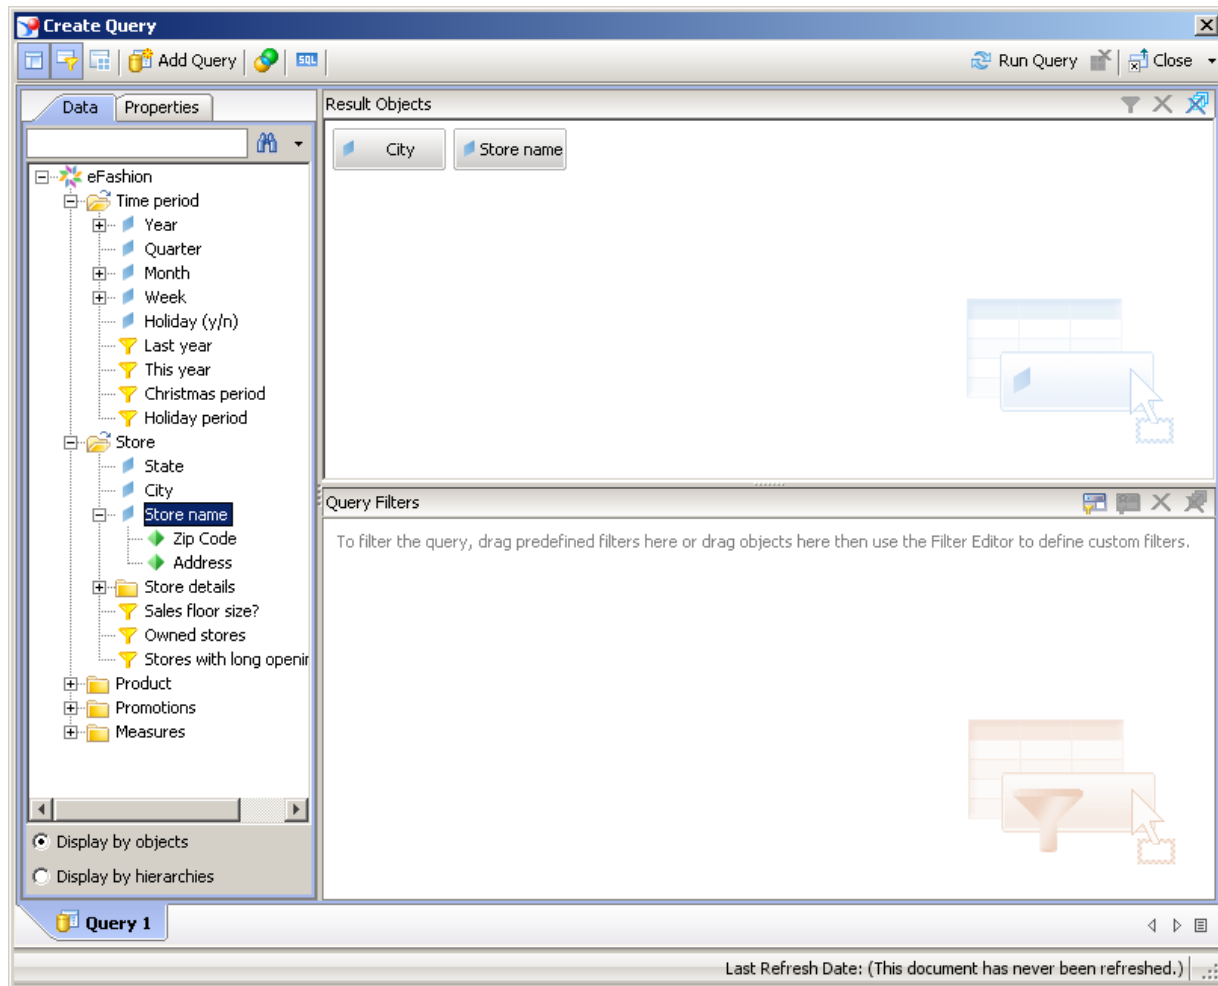 Create Query
Add Query
SQL
Run Query
Close
Data
Properties
Result Objects
City
Store name
eFashion
Time period
Year
Quarter
Month
Week
Holiday (y/n)
Last year
This year
Christmas period
Holiday period
Store
State
City
Store name
Zip Code
Address
Store details
Sales floor size?
Owned stores
Stores with long openin
Product
Promotions
Measures
Query Filters
To filter the query, drag predefined filters here or drag objects here then use the Filter Editor to define custom filters.
Display by objects
Display by hierarchies
Query 1
Last Refresh Date: (This document has never been refreshed.)